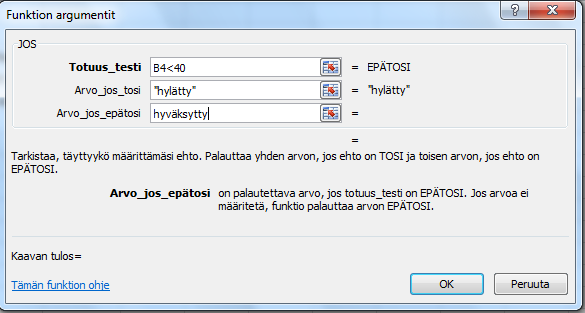 Funktion argumentit
JOS
Totuus_testi B4<40 = EPÄTOSI
Arvo_jos_tosi "hylätty" = "hylätty"
Arvo_jos_epätosi hyväksytty =
=
Tarkistaa, täyttyykö määrittämäsi ehto. Palauttaa yhden arvon, jos ehto on TOSI ja toisen arvon, jos ehto on
EPÄTOSI.
Arvo_jos_epätosi on palautettava arvo, jos totuus_testi on EPÄTOSI. Jos arvoa ei
määritetä, funktio palauttaa arvon EPÄTOSI.
Kaavan tulos=
Tämän funktion ohje OK Peruuta